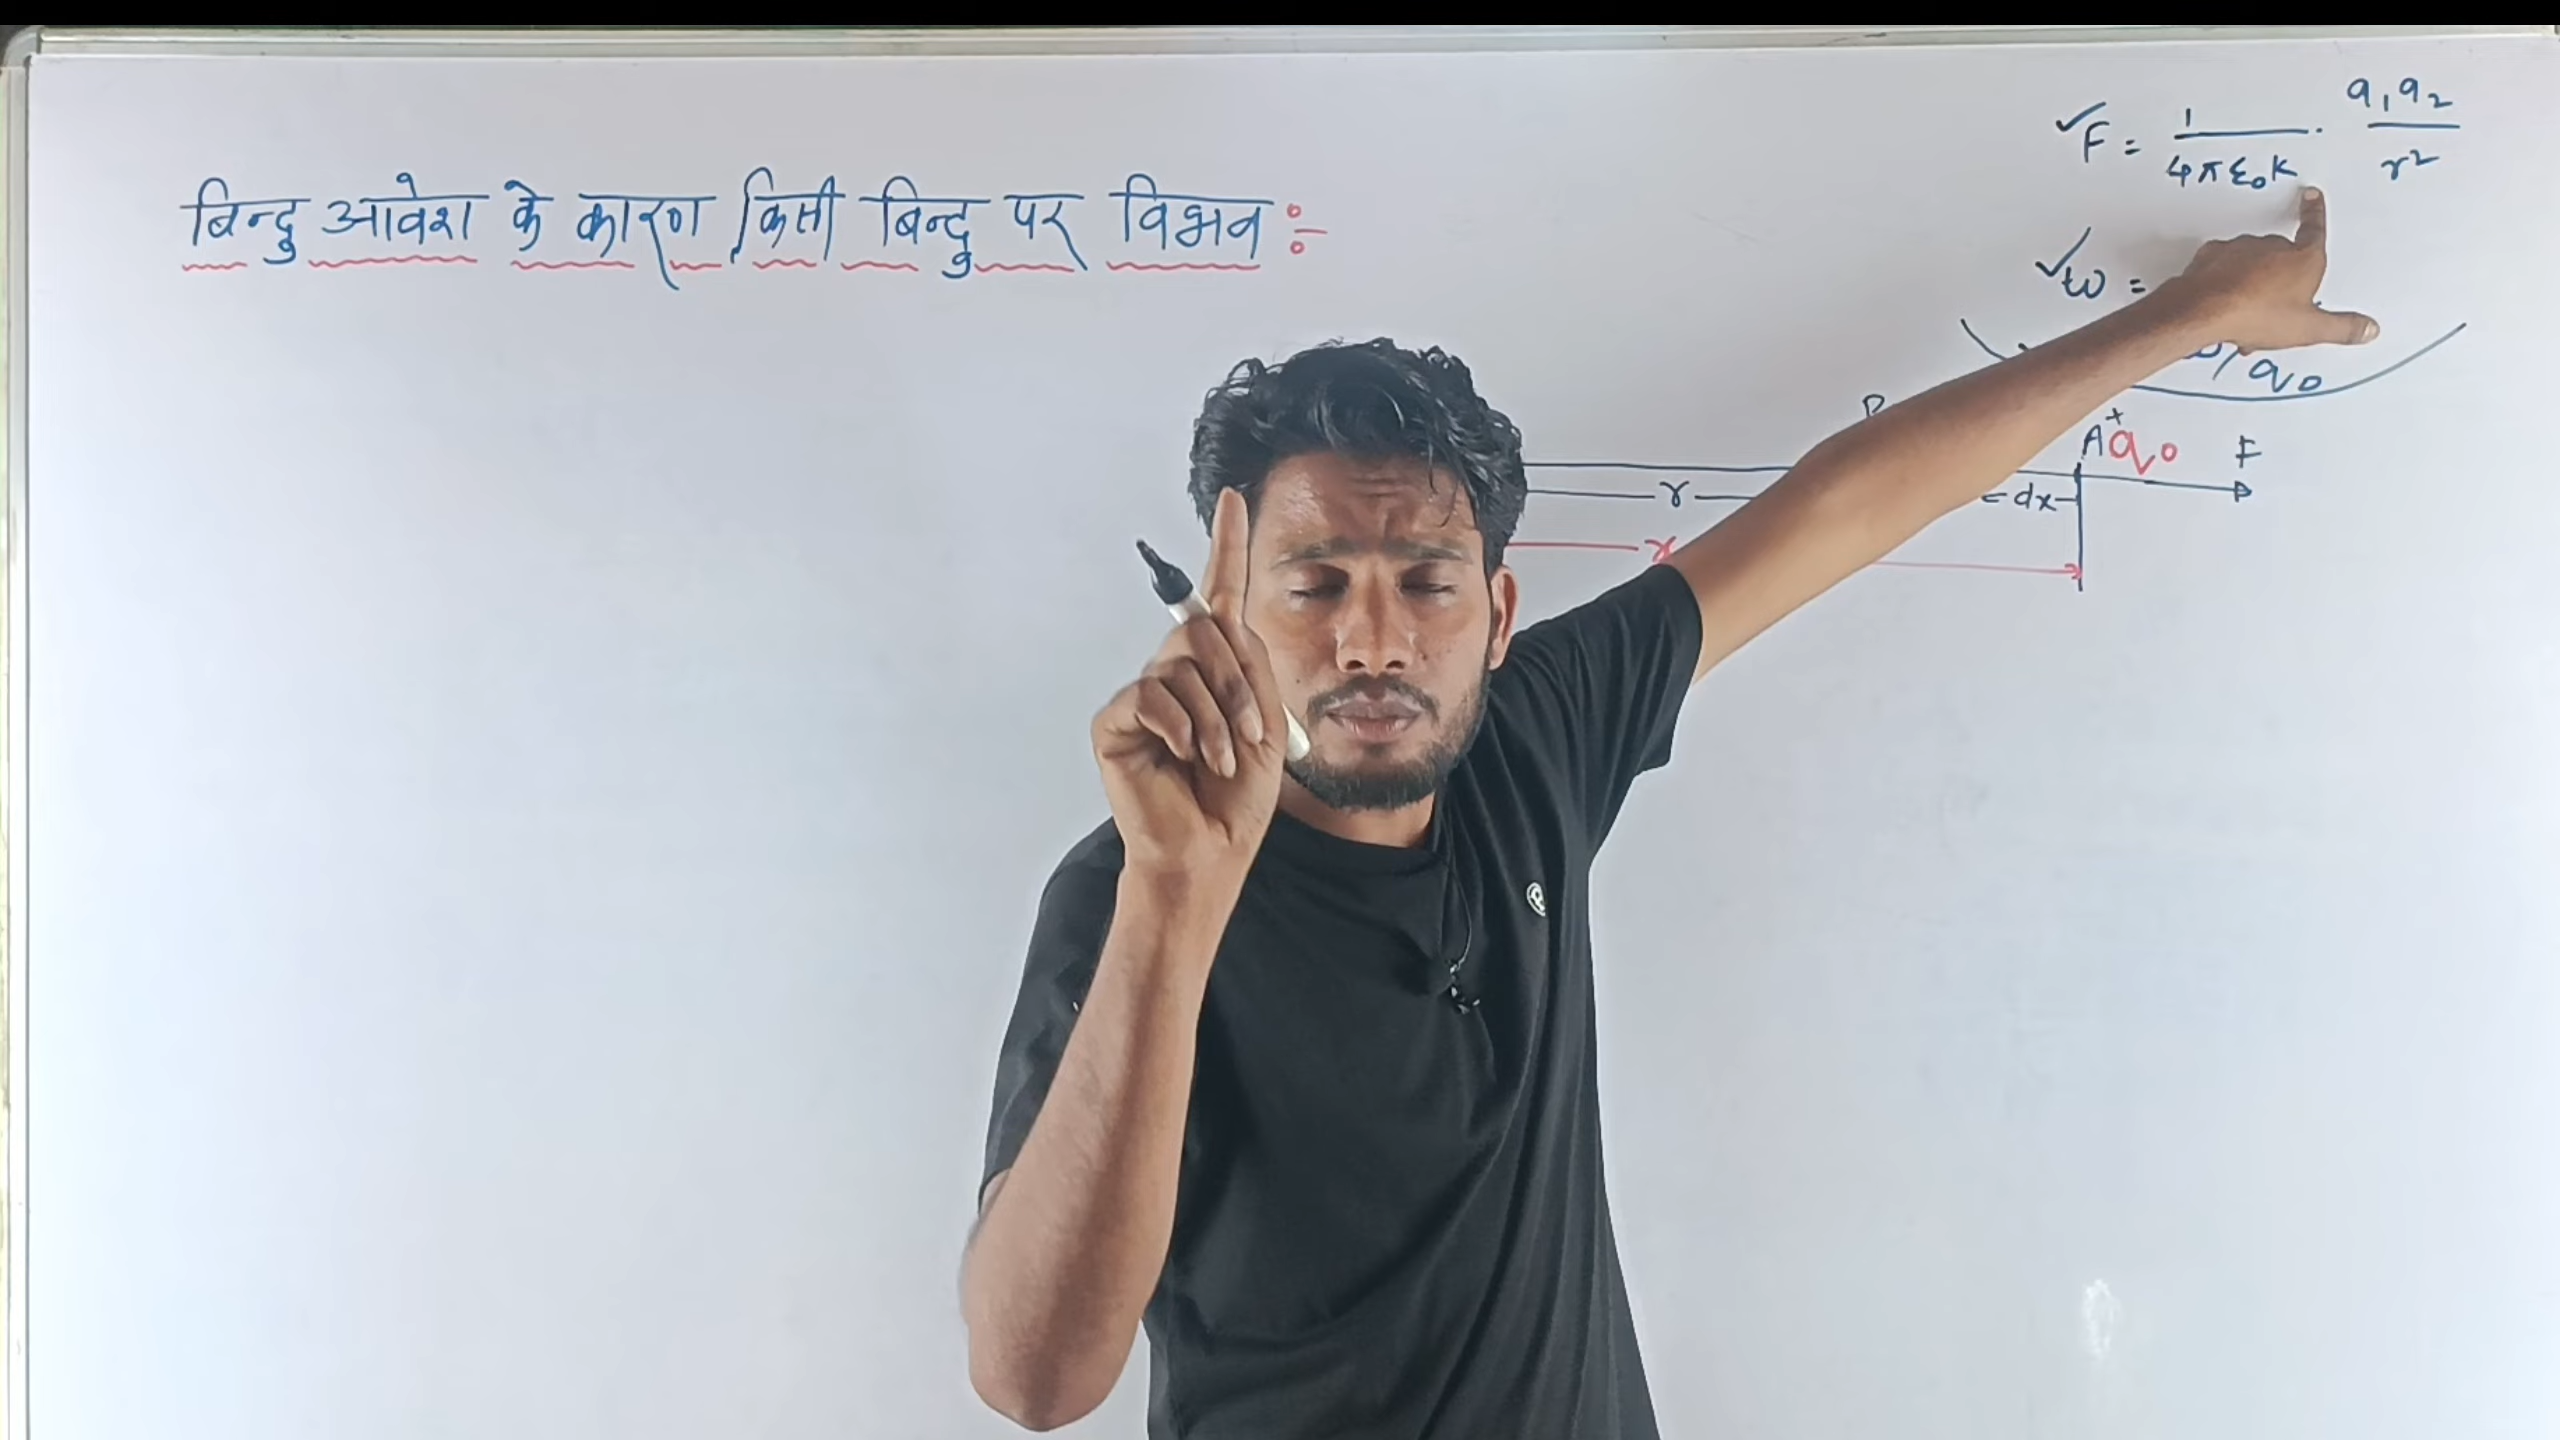 बिन्दु आवेश के कारण किसी बिन्दु पर विभव :-
F = 1/4πε₀k · q₁q₂/r²
w =
w/q₀
A +q₀ F
r dx
x